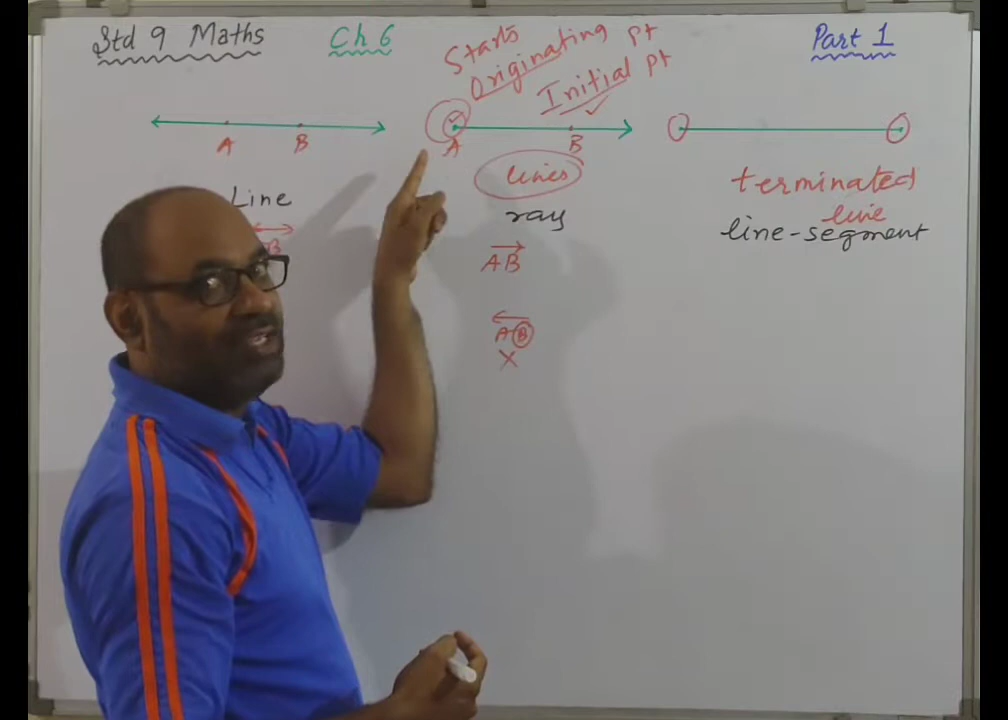 Std 9 Maths
Ch 6
Starts
Originating pt
Initial pt
Part 1
A B
A B
Line
lines
ray
AB
AB
X
terminated
line
line-segment